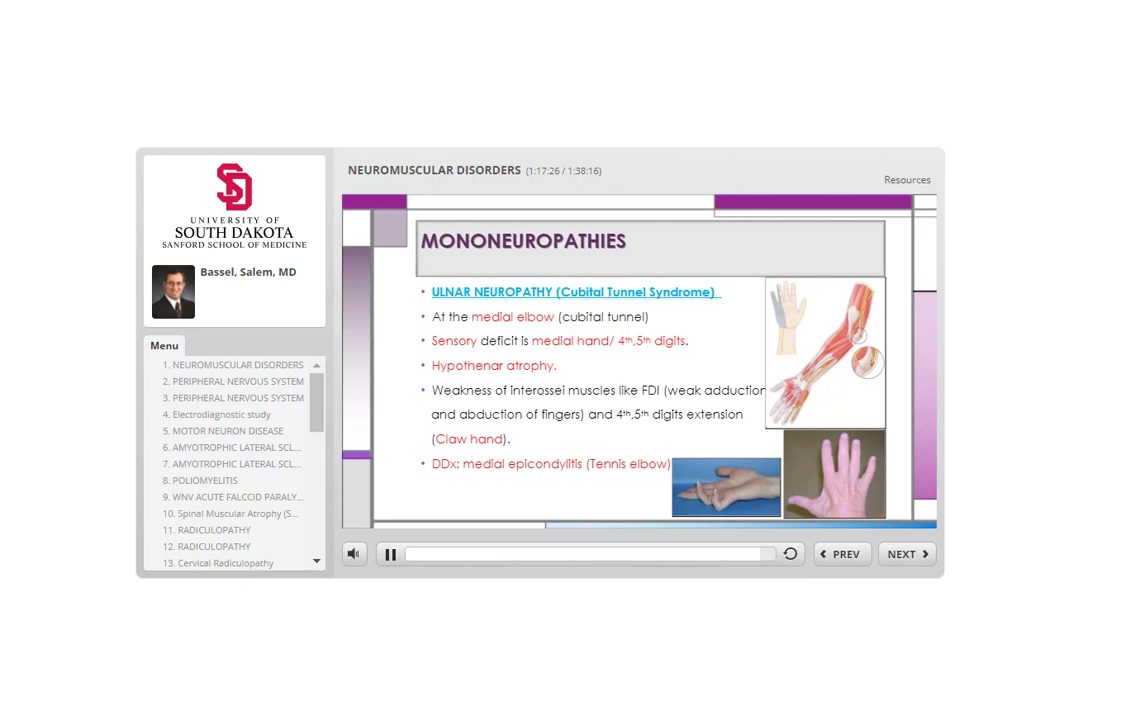 UNIVERSITY OF
SOUTH DAKOTA
SANFORD SCHOOL OF MEDICINE
Bassel, Salem, MD
Menu
1. NEUROMUSCULAR DISORDERS
2. PERIPHERAL NERVOUS SYSTEM
3. PERIPHERAL NERVOUS SYSTEM
4. Electrodiagnostic study
5. MOTOR NEURON DISEASE
6. AMYOTROPHIC LATERAL SCL...
7. AMYOTROPHIC LATERAL SCL...
8. POLIOMYELITIS
9. WNV ACUTE FALCCID PARALY...
10. Spinal Muscular Atrophy (S...
11. RADICULOPATHY
12. RADICULOPATHY
13. Cervical Radiculopathy
NEUROMUSCULAR DISORDERS (1:17:26 / 1:38:16)
Resources
MONONEUROPATHIES
• ULNAR NEUROPATHY (Cubital Tunnel Syndrome)
• At the medial elbow (cubital tunnel)
• Sensory deficit is medial hand/ 4th,5th digits.
• Hypothenar atrophy.
• Weakness of interossei muscles like FDI (weak adduction
and abduction of fingers) and 4th,5th digits extension
(Claw hand).
• DDx: medial epicondylitis (Tennis elbow)
PREV
NEXT